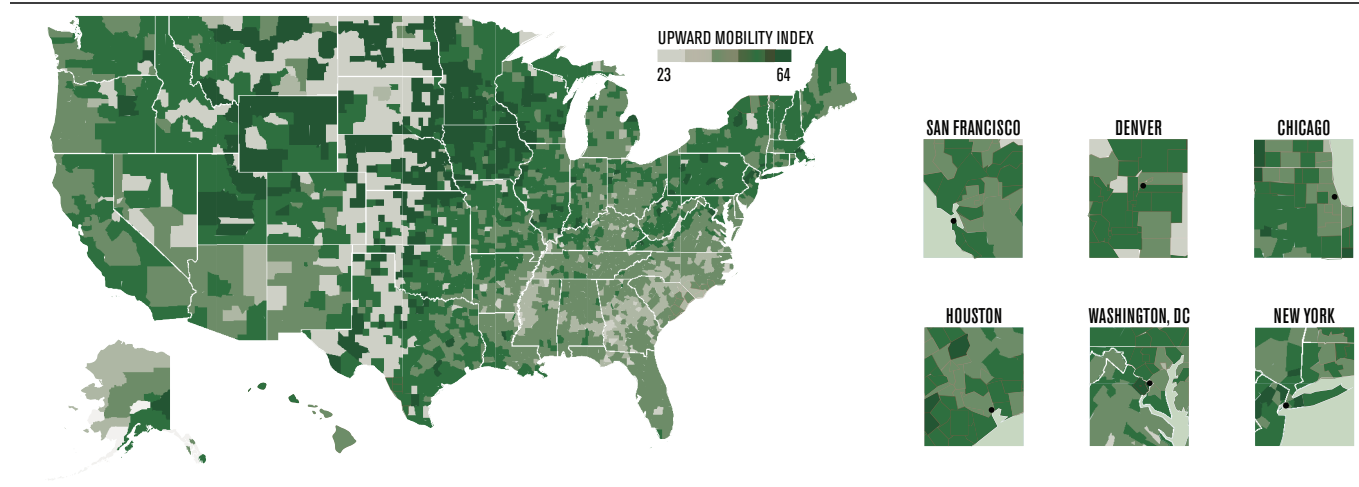 UPWARD MOBILITY INDEX
23 64
SAN FRANCISCO DENVER CHICAGO
HOUSTON WASHINGTON, DC NEW YORK